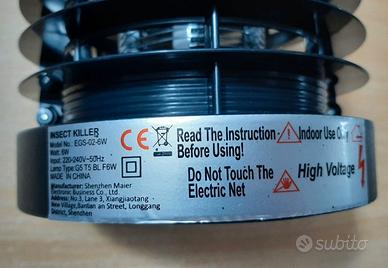 INSECT KILLER
Model No.: EGS-02-6W
Watt: 6W
Input: 220-240V~50Hz
Lamp Type:G5 T5 BL F6W
MADE IN CHINA
Manufacturer: Shenzhen Maier
Electronic Business Co., Ltd.
Address: No.3, Lane 3, Xiangjiaotang
New Village,Bantian an Street, Longgang
District, Shenzhen
CE
Read The Instruction
Before Using!
Do Not Touch The
Electric Net
Indoor Use Only
High Voltage
subito